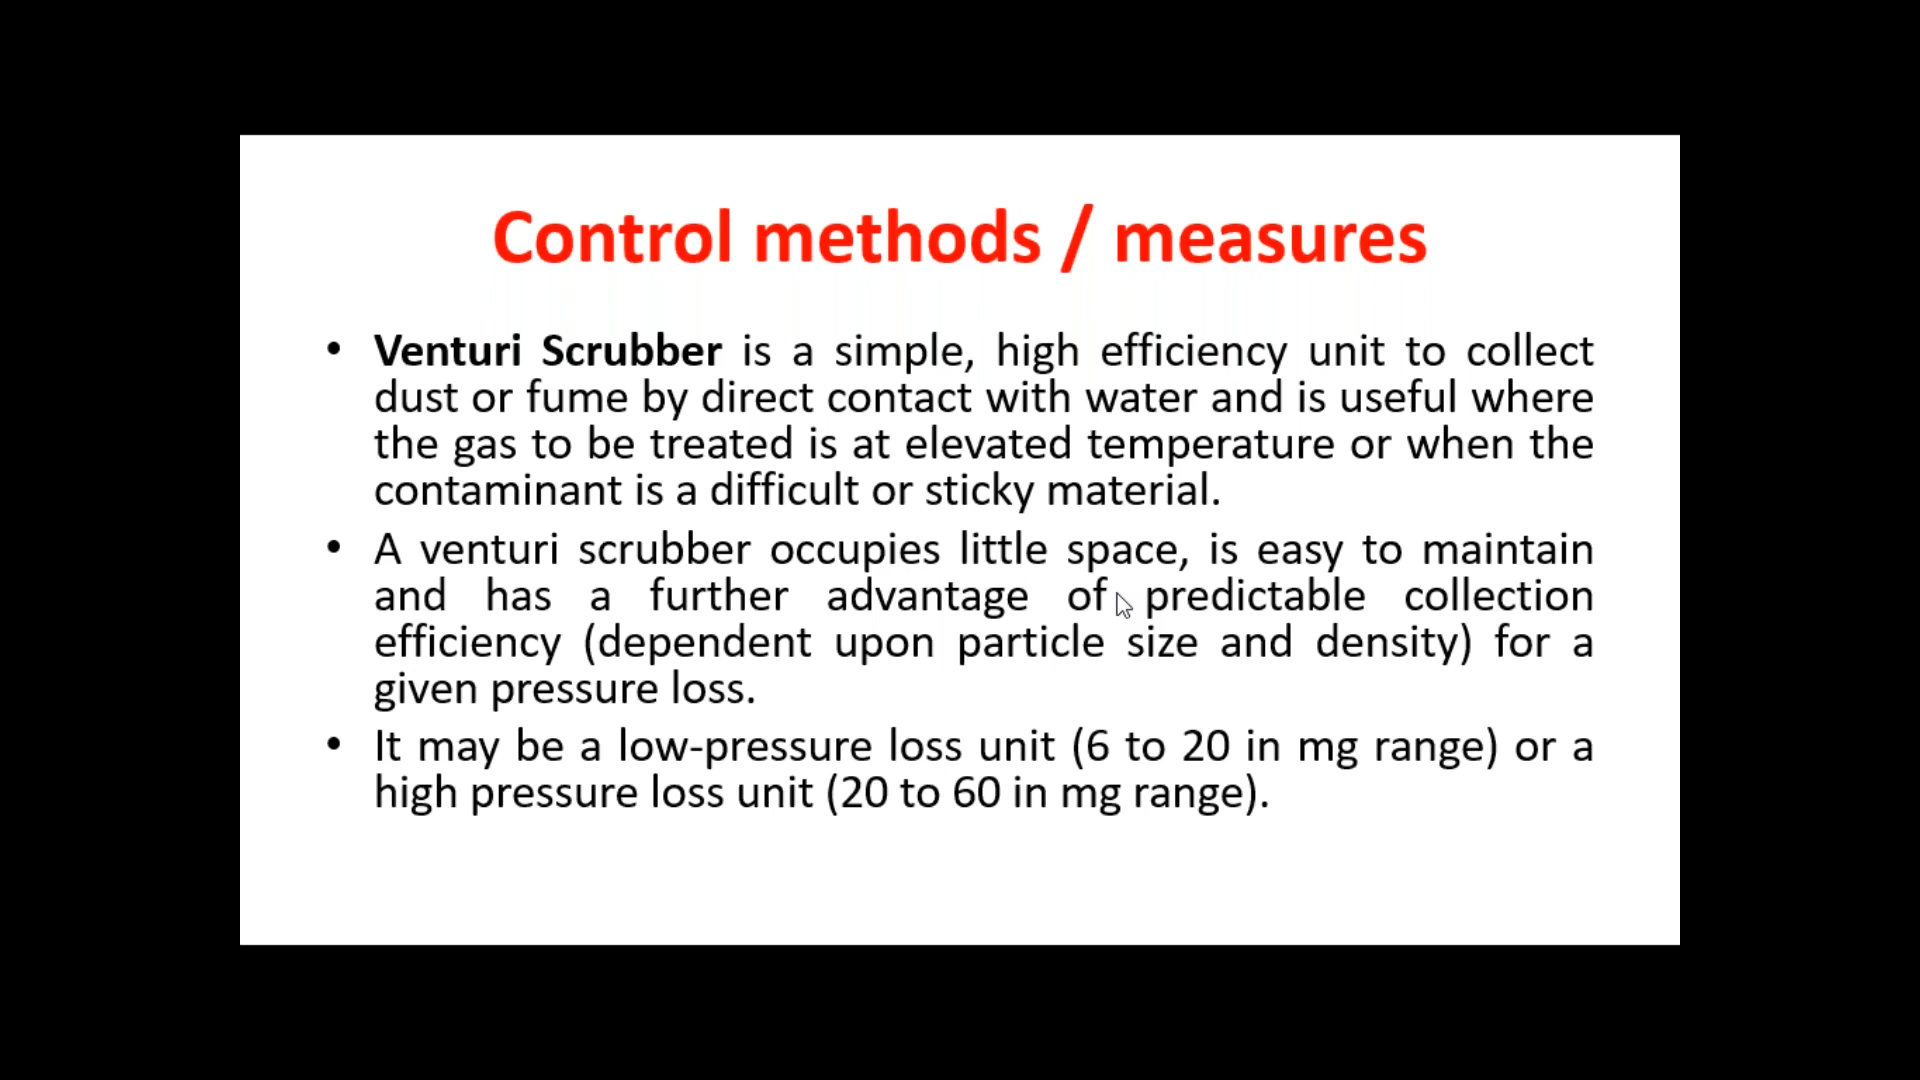 Control methods / measures
• Venturi Scrubber is a simple, high efficiency unit to collect
dust or fume by direct contact with water and is useful where
the gas to be treated is at elevated temperature or when the
contaminant is a difficult or sticky material.
• A venturi scrubber occupies little space, is easy to maintain
and has a further advantage of predictable collection
efficiency (dependent upon particle size and density) for a
given pressure loss.
• It may be a low-pressure loss unit (6 to 20 in mg range) or a
high pressure loss unit (20 to 60 in mg range).